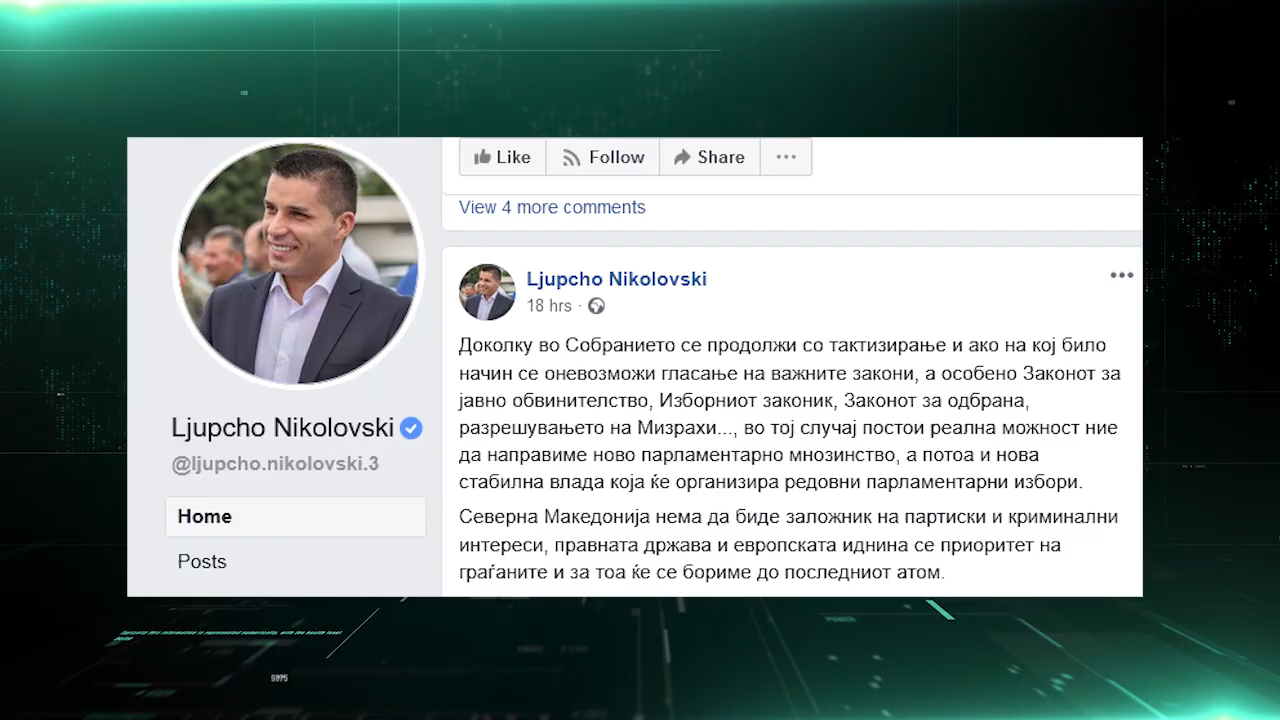 Like Follow Share
View 4 more comments
Ljupcho Nikolovski
18 hrs
Доколку во Собранието се продолжи со тактизирање и ако на кој било
начин се оневозможи гласање на важните закони, а особено Законот за
јавно обвинителство, Изборниот законик, Законот за одбрана,
разрешувањето на Мизрахи..., во тој случај постои реална можност ние
да направиме ново парламентарно мнозинство, а потоа и нова
стабилна влада која ќе организира редовни парламентарни избори.
Северна Македонија нема да биде заложник на партиски и криминални
интереси, правната држава и европската иднина се приоритет на
граѓаните и за тоа ќе се бориме до последниот атом.
Ljupcho Nikolovski
@ljupcho.nikolovski.3
Home
Posts
9075